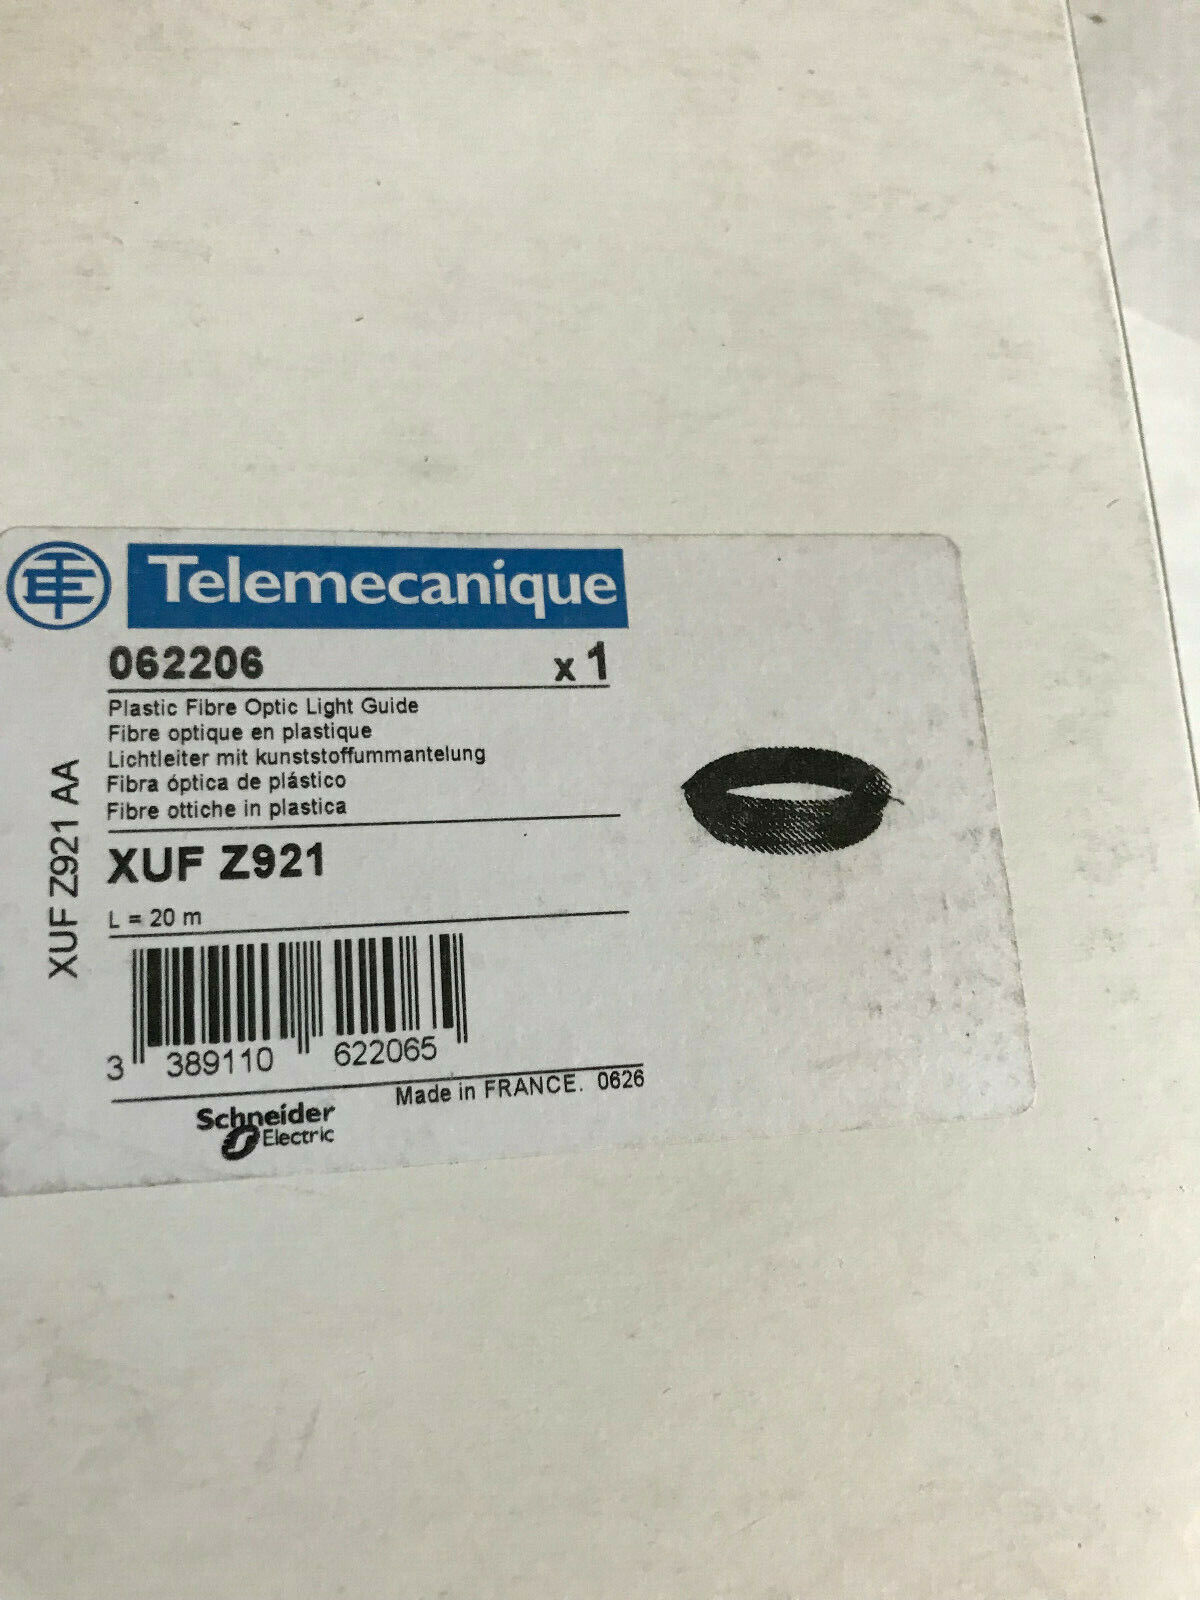 Telemecanique
062206 x 1
Plastic Fibre Optic Light Guide
Fibre optique en plastique
Lichtleiter mit kunststoffummantelung
Fibra óptica de plástico
Fibre ottiche in plastica
XUF Z921
L = 20 m
XUF Z921 AA
3 389110 622065
Made in FRANCE. 0626
Schneider
Electric